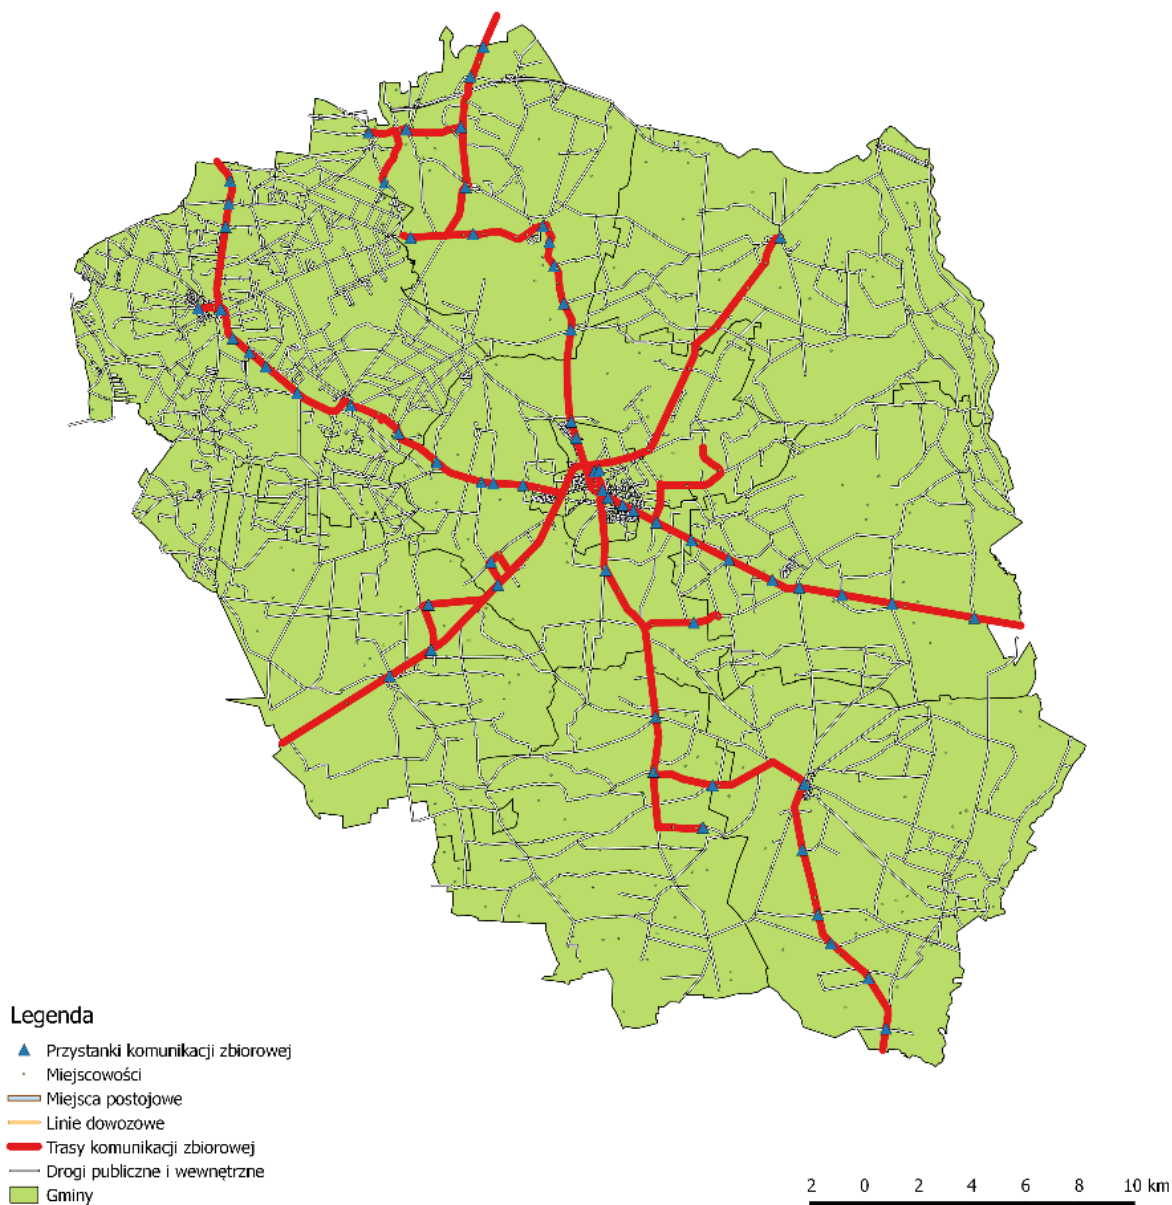 Legenda
Przystanki komunikacji zbiorowej
Miejscowości
Miejsca postojowe
Linie dowozowe
Trasy komunikacji zbiorowej
Drogi publiczne i wewnętrzne
Gminy
2 0 2 4 6 8 10 km